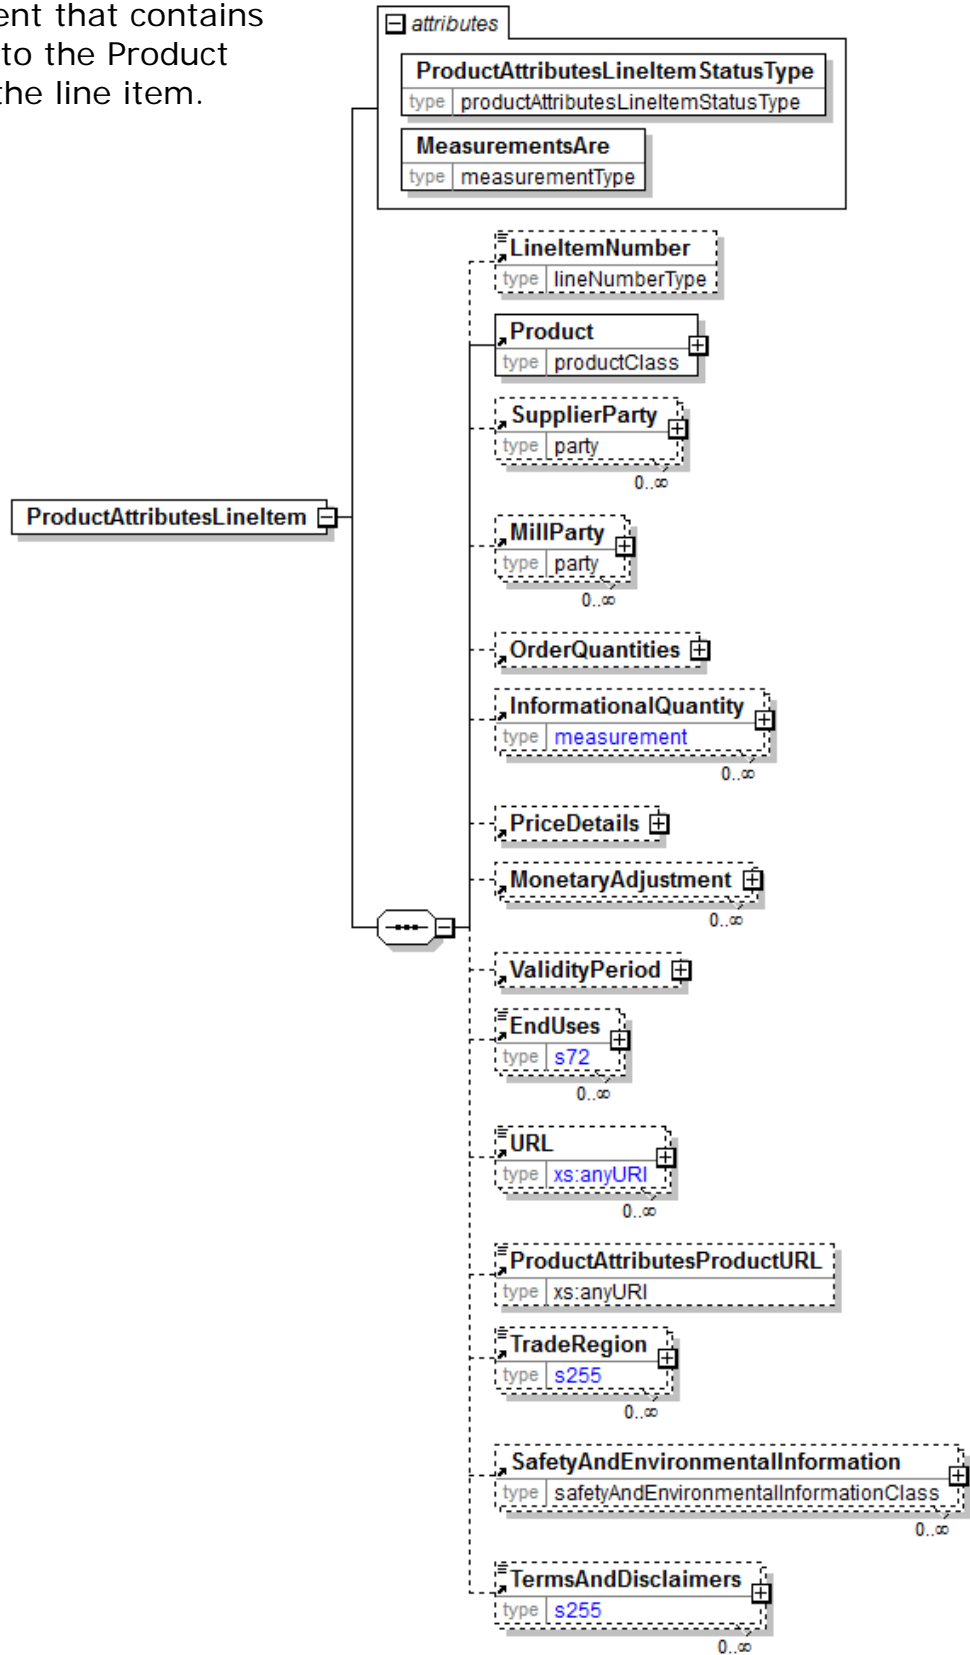 ent that contains
to the Product
the line item.
attributes
ProductAttributesLineItemStatusType
type productAttributesLineItemStatusType
MeasurementsAre
type measurementType
LineItemNumber
type lineNumberType
Product
type productClass
SupplierParty
type party
0..∞
ProductAttributesLineItem
MillParty
type party
0..∞
OrderQuantities
InformationalQuantity
type measurement
0..∞
PriceDetails
MonetaryAdjustment
0..∞
ValidityPeriod
EndUses
type s72
0..∞
URL
type xs:anyURI
0..∞
ProductAttributesProductURL
type xs:anyURI
TradeRegion
type s255
0..∞
SafetyAndEnvironmentalInformation
type safetyAndEnvironmentalInformationClass
0..∞
TermsAndDisclaimers
type s255
0..∞